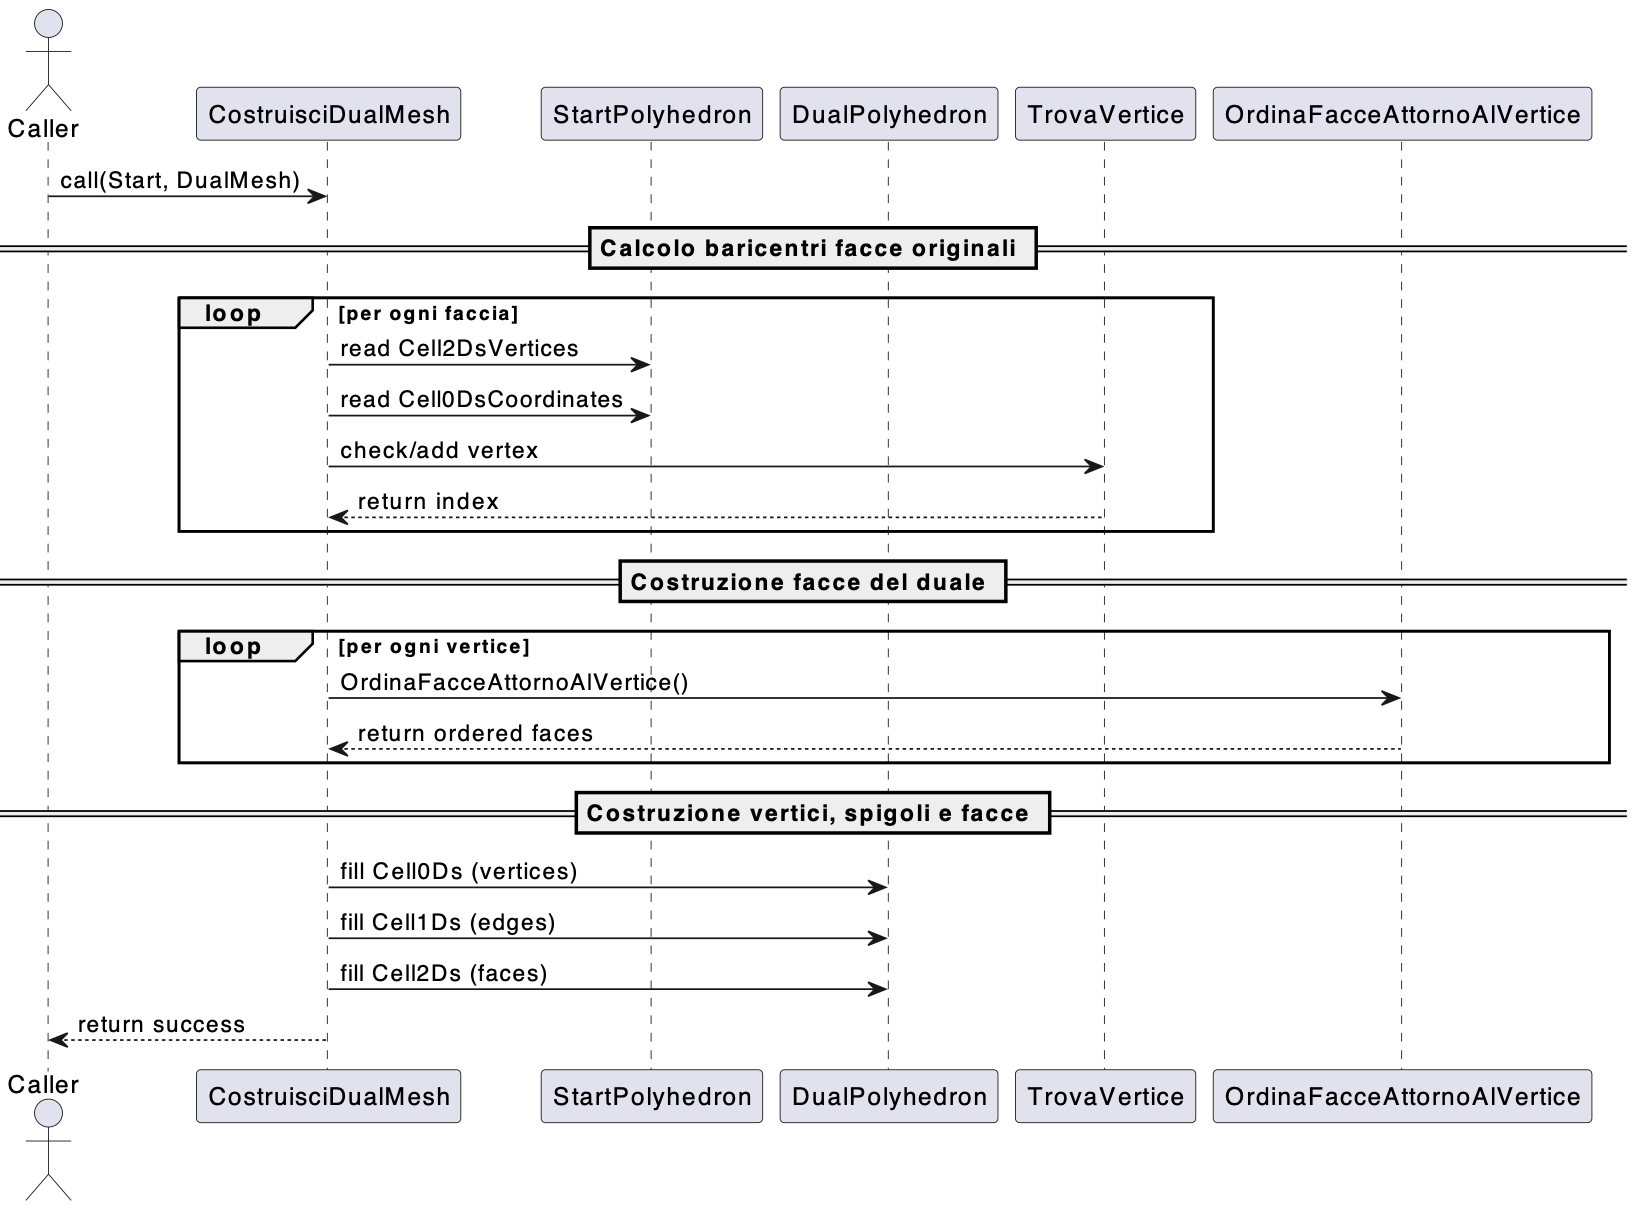 Caller
CostruisciDualMesh
StartPolyhedron
DualPolyhedron
TrovaVertice
OrdinaFacceAttornoAlVertice
call(Start, DualMesh)
Calcolo baricentri facce originali
loop
[per ogni faccia]
read Cell2DsVertices
read Cell0DsCoordinates
check/add vertex
return index
Costruzione facce del duale
loop
[per ogni vertice]
OrdinaFacceAttornoAlVertice()
return ordered faces
Costruzione vertici, spigoli e facce
fill Cell0Ds (vertices)
fill Cell1Ds (edges)
fill Cell2Ds (faces)
return success
Caller
CostruisciDualMesh
StartPolyhedron
DualPolyhedron
TrovaVertice
OrdinaFacceAttornoAlVertice